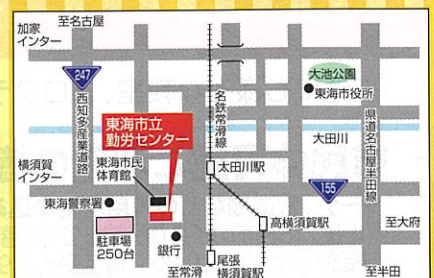 至名古屋
加家
インター
247
西知多産業道路
東海市立
勤労センター
名鉄常滑線
大池公園
東海市役所
県道名古屋半田線
大田川
横須賀
インター
東海市民
体育館
太田川駅
155
東海警察署
高横須賀駅
至大府
駐車場
250台
銀行
至常滑
尾張
横須賀駅
至半田